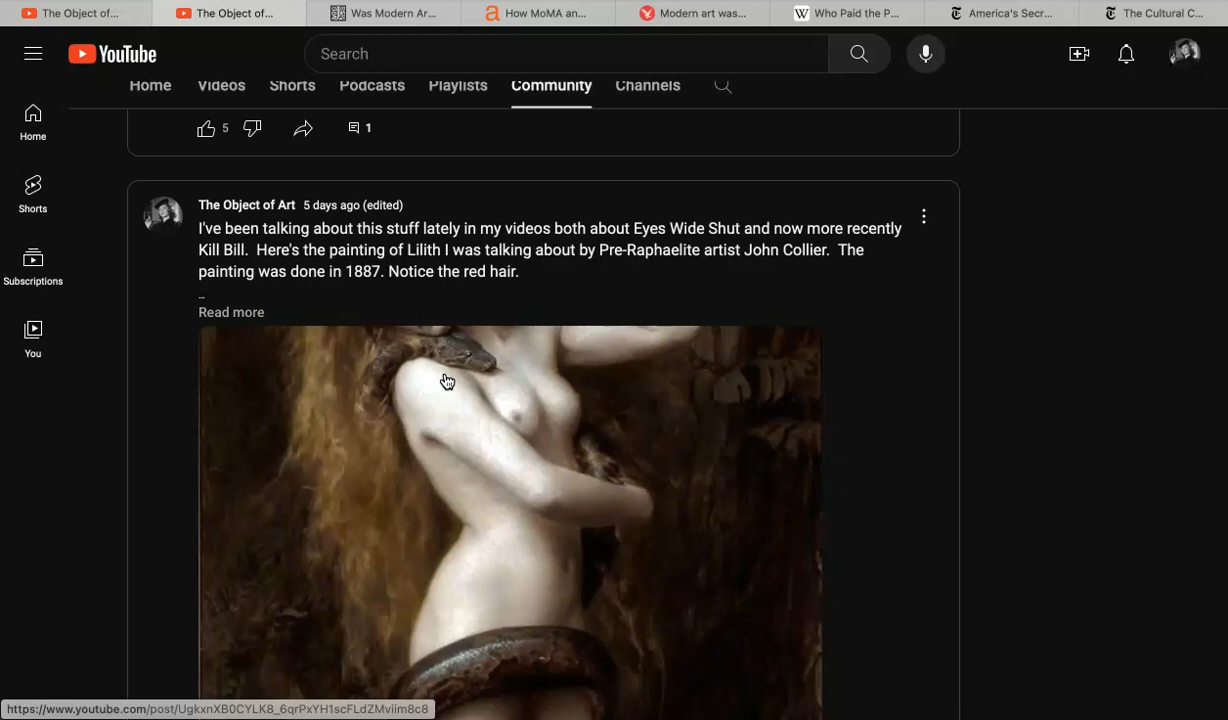 The Object of...
The Object of...
Was Modern Ar...
How MoMA an...
Modern art was...
Who Paid the P...
America's Secr...
The Cultural C...
YouTube
Search
Home
Videos
Shorts
Podcasts
Playlists
Community
Channels
5
1
Home
Shorts
Subscriptions
You
The Object of Art 5 days ago (edited)
I've been talking about this stuff lately in my videos both about Eyes Wide Shut and now more recently
Kill Bill. Here's the painting of Lilith I was talking about by Pre-Raphaelite artist John Collier. The
painting was done in 1887. Notice the red hair.
...
Read more
https://www.youtube.com/post/UgkxnXB0CYLK8_6qrPxYH1scFLdZMviim8c8